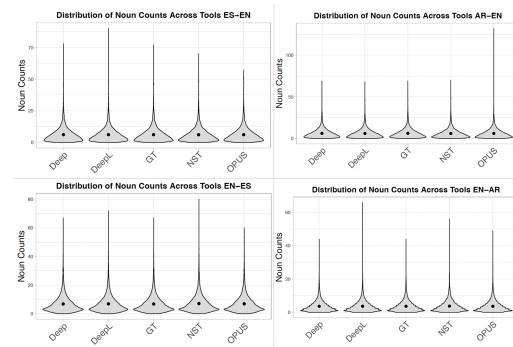 Distribution of Noun Counts Across Tools ES−EN
Noun Counts
75
50
25
0
Deep
DeepL
GT
NST
OPUS
Distribution of Noun Counts Across Tools AR−EN
Noun Counts
100
50
0
Deep
DeepL
GT
NST
OPUS
Distribution of Noun Counts Across Tools EN−ES
Noun Counts
80
60
40
20
0
Deep
DeepL
GT
NST
OPUS
Distribution of Noun Counts Across Tools EN−AR
Noun Counts
60
40
20
0
Deep
DeepL
GT
NST
OPUS